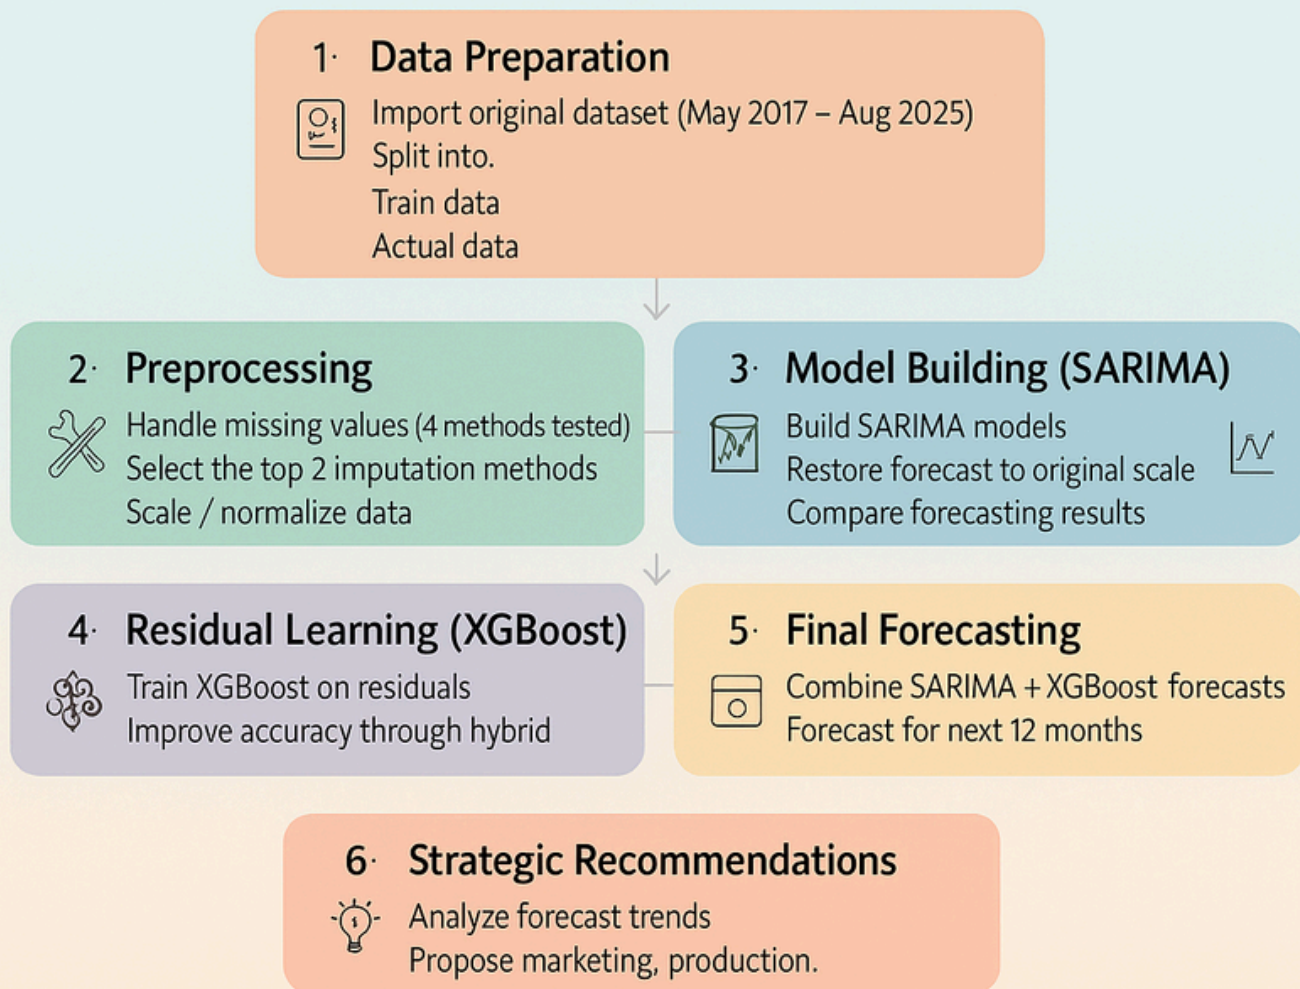 1· Data Preparation
Import original dataset (May 2017 – Aug 2025)
Split into.
Train data
Actual data
2· Preprocessing
Handle missing values (4 methods tested)
Select the top 2 imputation methods
Scale / normalize data
3· Model Building (SARIMA)
Build SARIMA models
Restore forecast to original scale
Compare forecasting results
4· Residual Learning (XGBoost)
Train XGBoost on residuals
Improve accuracy through hybrid
5· Final Forecasting
Combine SARIMA + XGBoost forecasts
Forecast for next 12 months
6· Strategic Recommendations
Analyze forecast trends
Propose marketing, production.